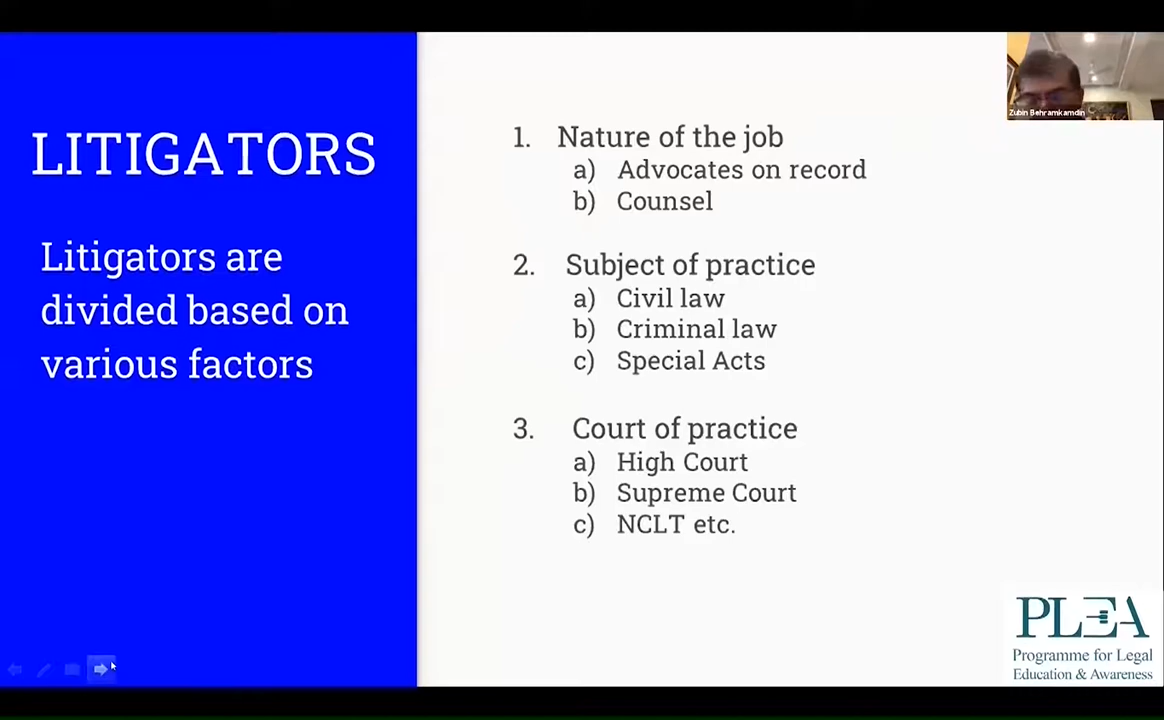 LITIGATORS
Litigators are
divided based on
various factors
1. Nature of the job
a) Advocates on record
b) Counsel
2. Subject of practice
a) Civil law
b) Criminal law
c) Special Acts
3. Court of practice
a) High Court
b) Supreme Court
c) NCLT etc.
Zubin Behramkamdin
PLEA
Programme for Legal
Education & Awareness